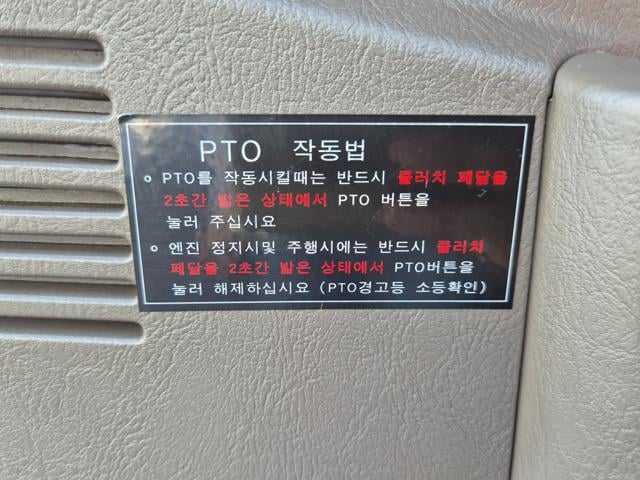 PTO 작동법
∘ PTO를 작동시킬때는 반드시 클러치 페달을
2초간 밟은 상태에서 PTO 버튼을
눌러 주십시요
∘ 엔진 정지시및 주행시에는 반드시 클러치
페달을 2초간 밟은 상태에서 PTO버튼을
눌러 해제하십시요 (PTO경고등 소등확인)